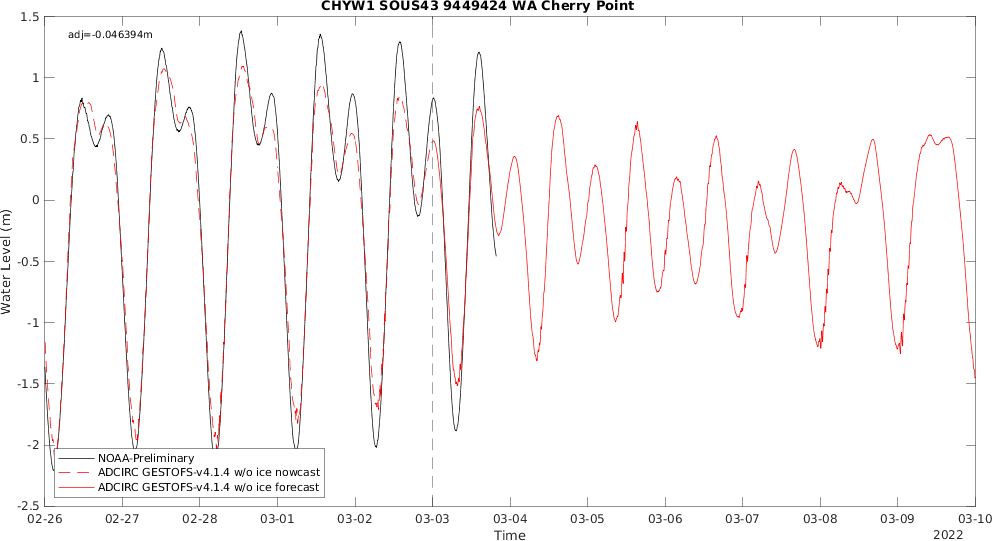 CHYW1 SOUS43 9449424 WA Cherry Point
adj=-0.046394m
1.5
1
0.5
0
-0.5
-1
-1.5
-2
-2.5
Water Level (m)
NOAA-Preliminary
ADCIRC GESTOFS-v4.1.4 w/o ice nowcast
ADCIRC GESTOFS-v4.1.4 w/o ice forecast
02-26 02-27 02-28 03-01 03-02 03-03 03-04 03-05 03-06 03-07 03-08 03-09 03-10
Time
2022